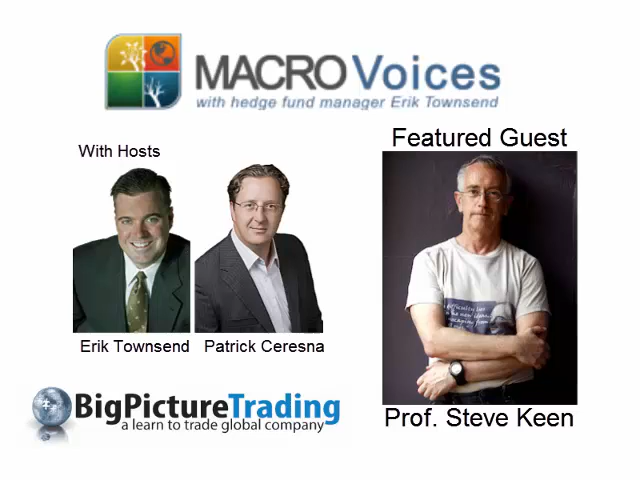 MACROVoices
with hedge fund manager Erik Townsend
Featured Guest
With Hosts
Erik Townsend
Patrick Ceresna
BigPictureTrading
a learn to trade global company
Prof. Steve Keen